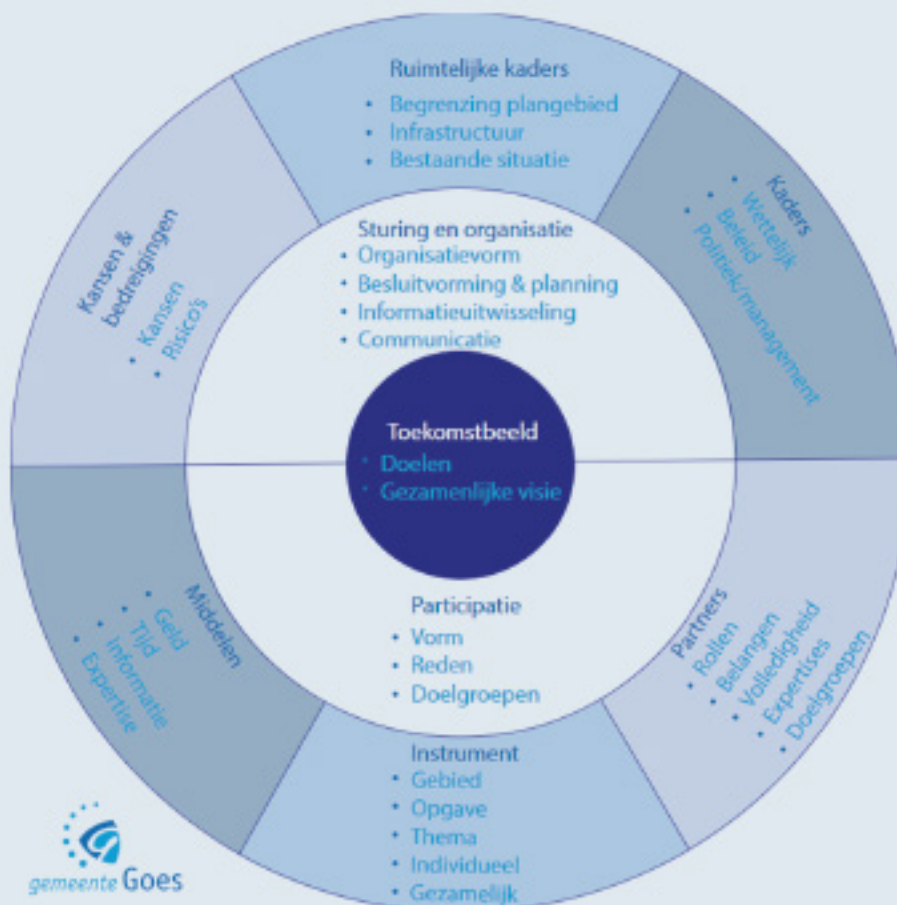 Ruimtelijke kaders
• Begrenzing plangebied
• Infrastructuur
• Bestaande situatie
Kaders
• Wettelijk
• Beleid
• Politiek/management
Kansen &
bedreigingen
• Kansen
• Risico's
Sturing en organisatie
• Organisatievorm
• Besluitvorming & planning
• Informatieuitwisseling
• Communicatie
Toekomstbeeld
• Doelen
• Gezamenlijke visie
Participatie
• Vorm
• Reden
• Doelgroepen
Middelen
• Geld
• Tijd
• Informatie
• Expertise
Partners
• Rollen
• Belangen
• Volledigheid
• Expertises
• Doelgroepen
Instrument
• Gebied
• Opgave
• Thema
• Individueel
• Gezamelijk
gemeente Goes